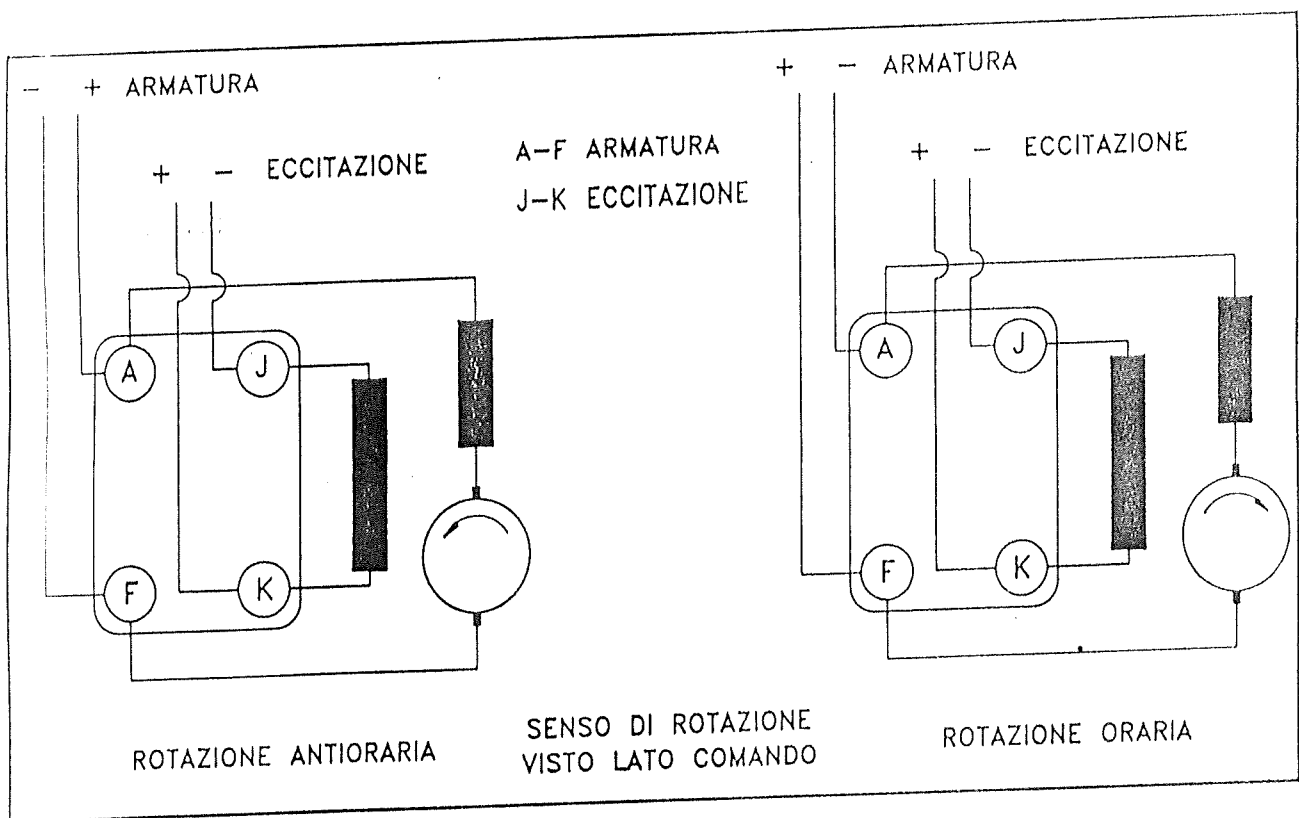 - + ARMATURA
+ - ECCITAZIONE
A
J
F
K
ROTAZIONE ANTIORARIA
A-F ARMATURA
J-K ECCITAZIONE
SENSO DI ROTAZIONE
VISTO LATO COMANDO
+ - ARMATURA
+ - ECCITAZIONE
A
J
F
K
ROTAZIONE ORARIA